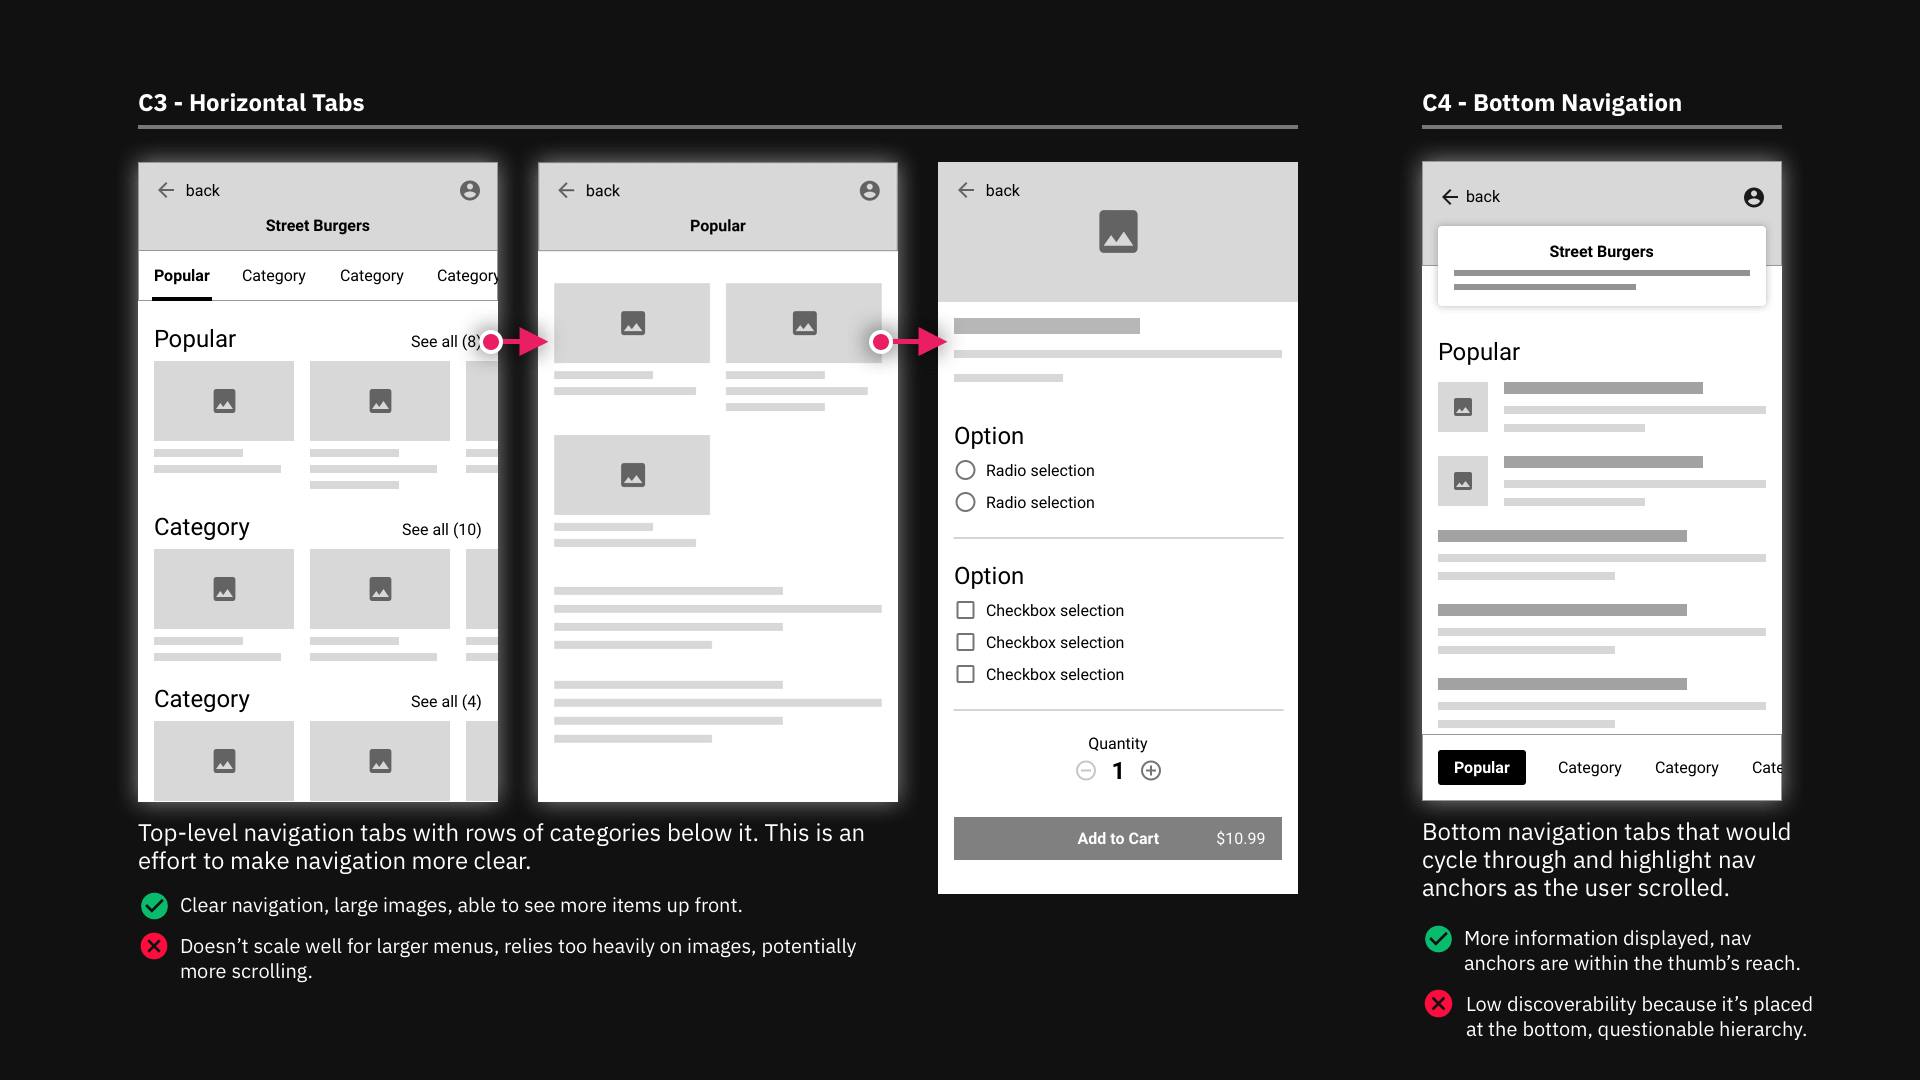 C3 - Horizontal Tabs
back
Street Burgers
Popular Category Category Category
Popular See all (8)
Category See all (10)
Category See all (4)
back
Popular
back
Option
Radio selection
Radio selection
Option
Checkbox selection
Checkbox selection
Checkbox selection
Quantity
1
Add to Cart $10.99
Top-level navigation tabs with rows of categories below it. This is an
effort to make navigation more clear.
Clear navigation, large images, able to see more items up front.
Doesn’t scale well for larger menus, relies too heavily on images, potentially
more scrolling.
C4 - Bottom Navigation
back
Street Burgers
Popular
Popular Category Category Cate
Bottom navigation tabs that would
cycle through and highlight nav
anchors as the user scrolled.
More information displayed, nav
anchors are within the thumb’s reach.
Low discoverability because it’s placed
at the bottom, questionable hierarchy.